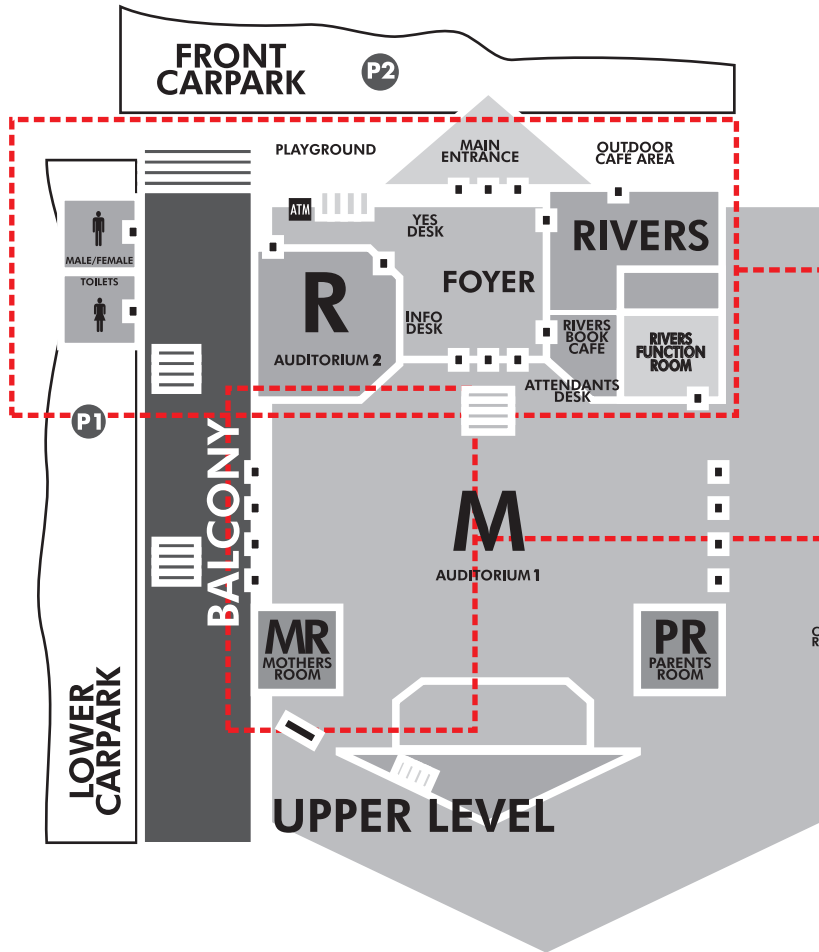 FRONT
CARPARK
P2
PLAYGROUND
MAIN
ENTRANCE
OUTDOOR
CAFE AREA
ATM
YES
DESK
RIVERS
MALE/FEMALE
TOILETS
R
AUDITORIUM 2
FOYER
INFO
DESK
RIVERS
BOOK
CAFE
RIVERS
FUNCTION
ROOM
ATTENDANTS
DESK
P1
BALCONY
M
AUDITORIUM 1
MR
MOTHERS
ROOM
PR
PARENTS
ROOM
LOWER
CARPARK
UPPER LEVEL